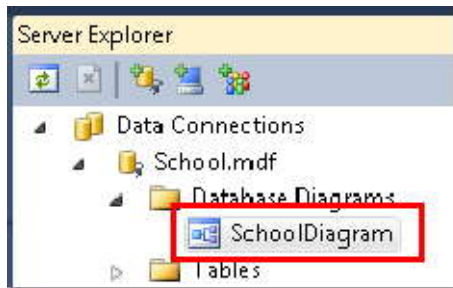 Server Explorer
Data Connections
School.mdf
Database Diagrams
SchoolDiagram
Tables